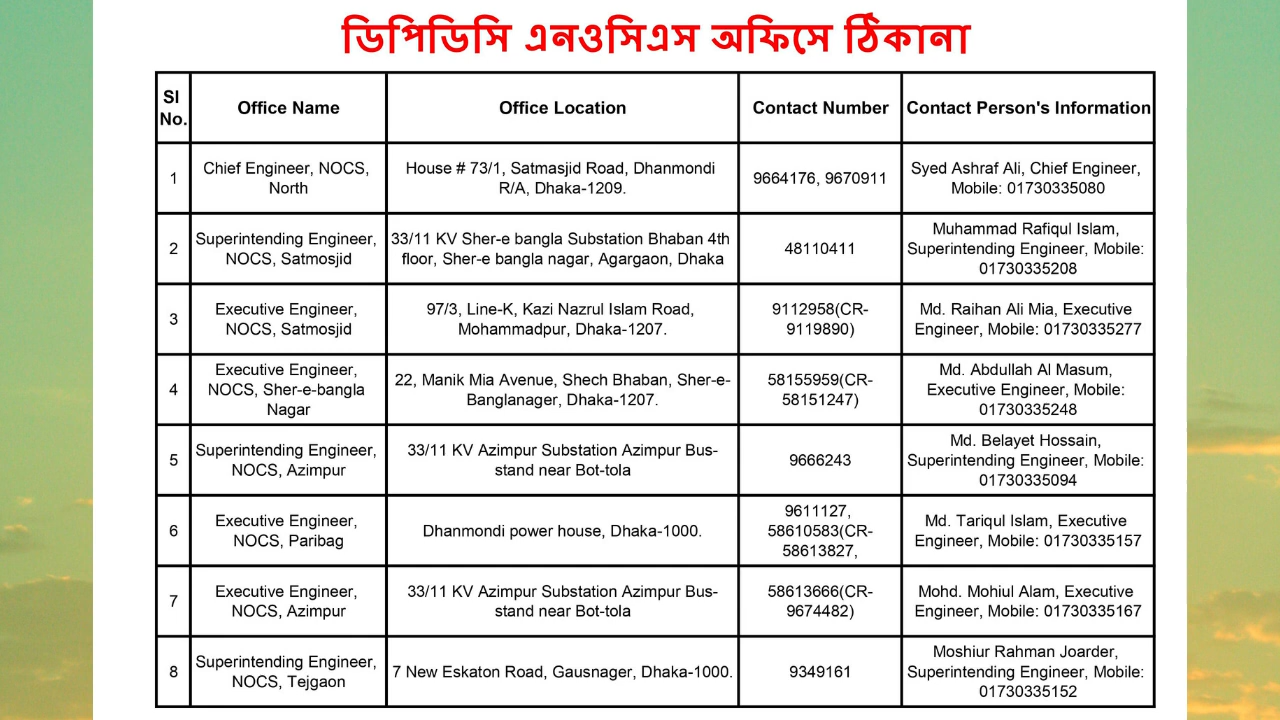 ডিপিডিসি এনওসিএস অফিসে ঠিকানা
Sl No. Office Name Office Location Contact Number Contact Person's Information
1
Chief Engineer, NOCS,
North
House # 73/1, Satmasjid Road, Dhanmondi
R/A, Dhaka-1209.
9664176, 9670911
Syed Ashraf Ali, Chief Engineer,
Mobile: 01730335080
2
Superintending Engineer,
NOCS, Satmosjid
33/11 KV Sher-e bangla Substation Bhaban 4th
floor, Sher-e bangla nagar, Agargaon, Dhaka
48110411
Muhammad Rafiqul Islam,
Superintending Engineer, Mobile:
01730335208
3
Executive Engineer,
NOCS, Satmosjid
97/3, Line-K, Kazi Nazrul Islam Road,
Mohammadpur, Dhaka-1207.
9112958(CR-
9119890)
Md. Raihan Ali Mia, Executive
Engineer, Mobile: 01730335277
4
Executive Engineer,
NOCS, Sher-e-bangla
Nagar
22, Manik Mia Avenue, Shech Bhaban, Sher-e-
Banglanager, Dhaka-1207.
58155959(CR-
58151247)
Md. Abdullah Al Masum,
Executive Engineer, Mobile:
01730335248
5
Superintending Engineer,
NOCS, Azimpur
33/11 KV Azimpur Substation Azimpur Bus-
stand near Bot-tola
9666243
Md. Belayet Hossain,
Superintending Engineer, Mobile:
01730335094
6
Executive Engineer,
NOCS, Paribag
Dhanmondi power house, Dhaka-1000.
9611127,
58610583(CR-
58613827,
Md. Tariqul Islam, Executive
Engineer, Mobile: 01730335157
7
Executive Engineer,
NOCS, Azimpur
33/11 KV Azimpur Substation Azimpur Bus-
stand near Bot-tola
58613666(CR-
9674482)
Mohd. Mohiul Alam, Executive
Engineer, Mobile: 01730335167
8
Superintending Engineer,
NOCS, Tejgaon
7 New Eskaton Road, Gausnager, Dhaka-1000.
9349161
Moshiur Rahman Joarder,
Superintending Engineer, Mobile:
01730335152